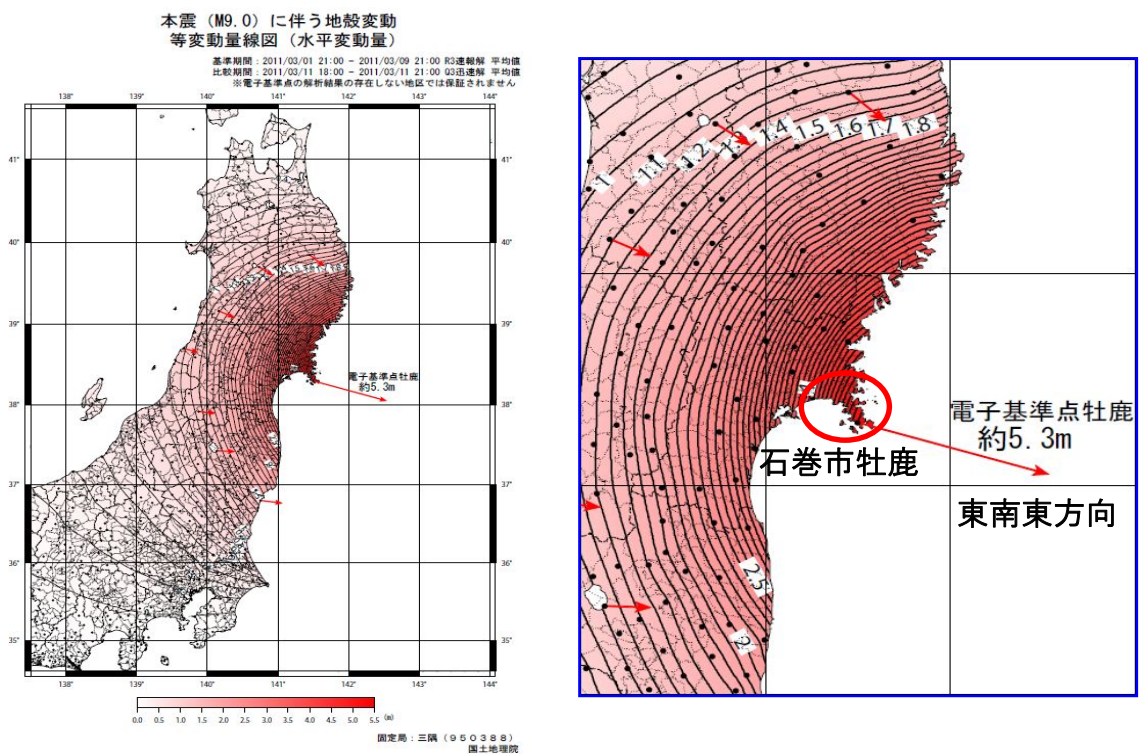 本震（M9.0）に伴う地殻変動
等変動量線図（水平変動量）
基準期間：2011/03/01 21:00 - 2011/03/09 21:00 R3速報解 平均値
比較期間：2011/03/11 18:00 - 2011/03/11 21:00 Q3迅速解 平均値
※電子基準点の解析結果の存在しない地区では保証されません
138° 139° 140° 141° 142° 143° 144°
41°
40°
39°
38°
37°
36°
35°
電子基準点牡鹿
約5.3m
138° 139° 140° 141° 142° 143° 144°
0.0 0.5 1.0 1.5 2.0 2.5 3.0 3.5 4.0 4.5 5.0 5.5 (m)
固定局：三隅（950388）
国土地理院
1 1.1 1.2 1.3 1.4 1.5 1.6 1.7 1.8
電子基準点牡鹿
約5.3m
石巻市牡鹿
東南東方向
2.5
2